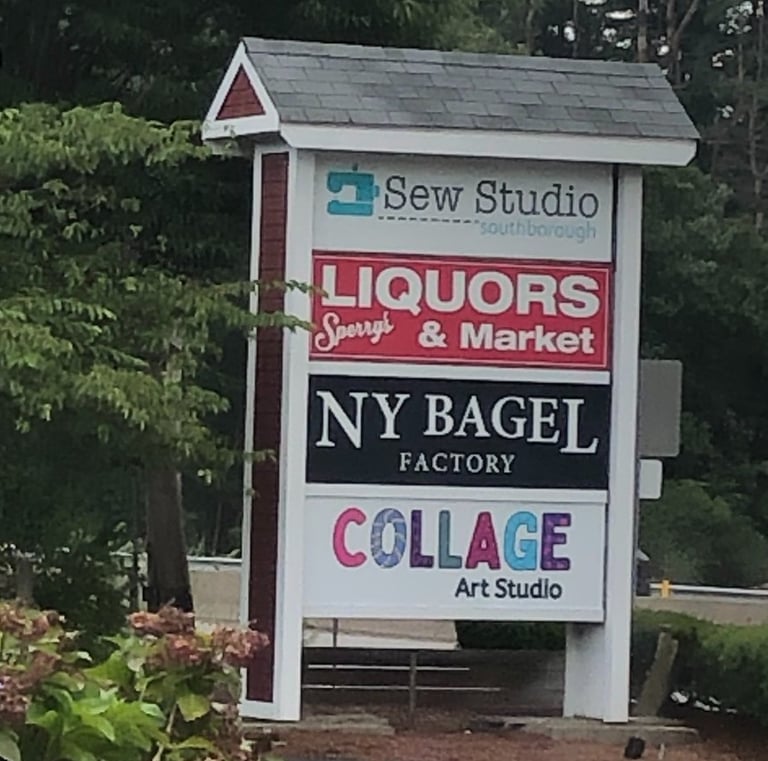 Sew Studio
southborough
LIQUORS
Sperry's & Market
NY BAGEL
FACTORY
COLLAGE
Art Studio